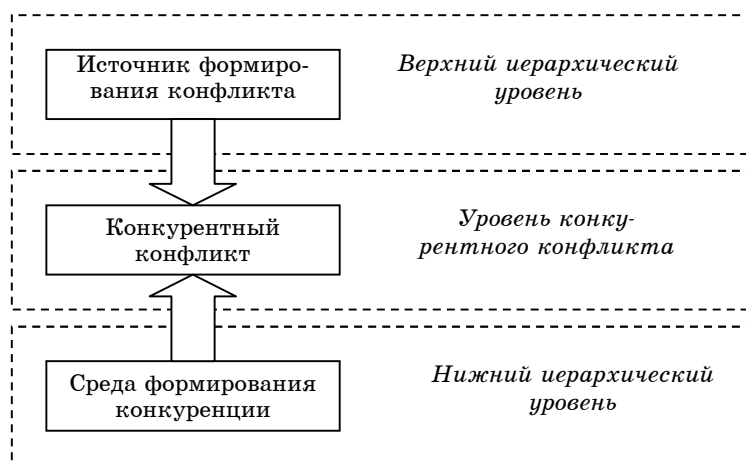 Источник формиро-
вания конфликта
Верхний иерархический
уровень
Конкурентный
конфликт
Уровень конку-
рентного конфликта
Среда формирования
конкуренции
Нижний иерархический
уровень